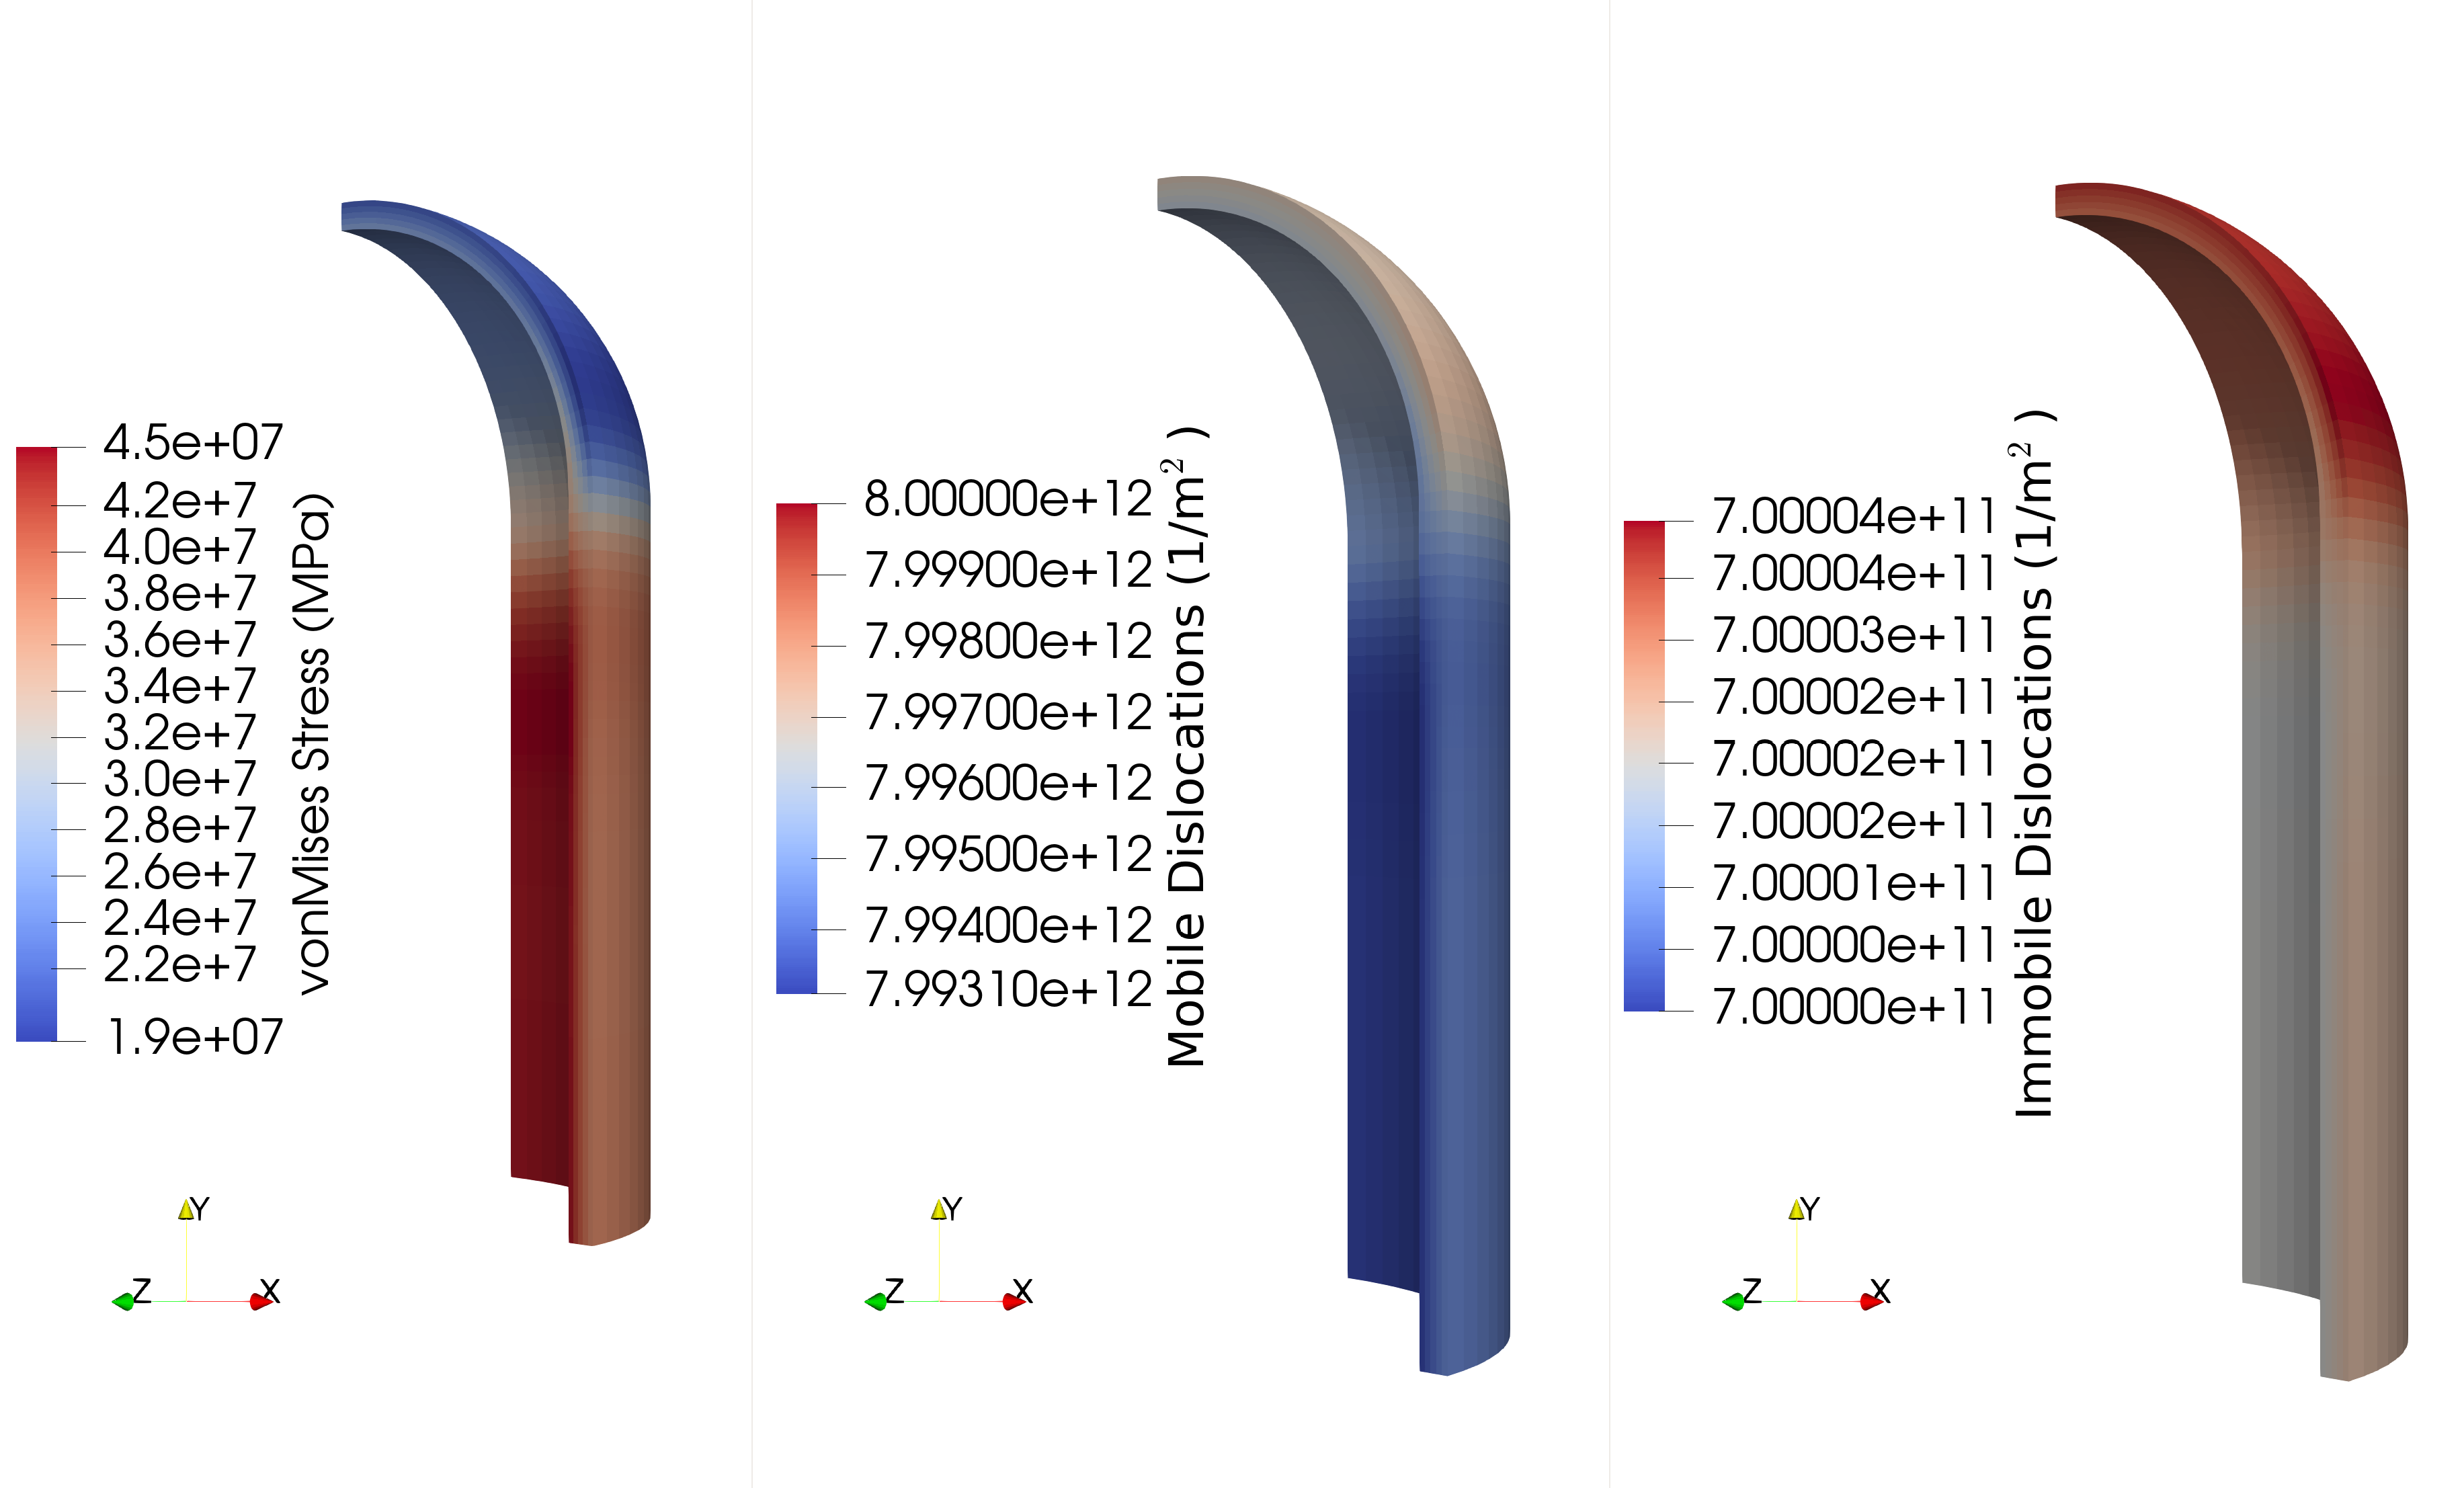 4.5e+07
4.2e+7
4.0e+7
3.8e+7
3.6e+7
3.4e+7
3.2e+7
3.0e+7
2.8e+7
2.6e+7
2.4e+7
2.2e+7
1.9e+07
vonMises Stress (MPa)
Y
Z
X
8.00000e+12
7.99900e+12
7.99800e+12
7.99700e+12
7.99600e+12
7.99500e+12
7.99400e+12
7.99310e+12
Mobile Dislocations (1/m²)
Y
Z
X
7.00004e+11
7.00004e+11
7.00003e+11
7.00002e+11
7.00002e+11
7.00002e+11
7.00001e+11
7.00000e+11
7.00000e+11
Immobile Dislocations (1/m²)
Y
Z
X